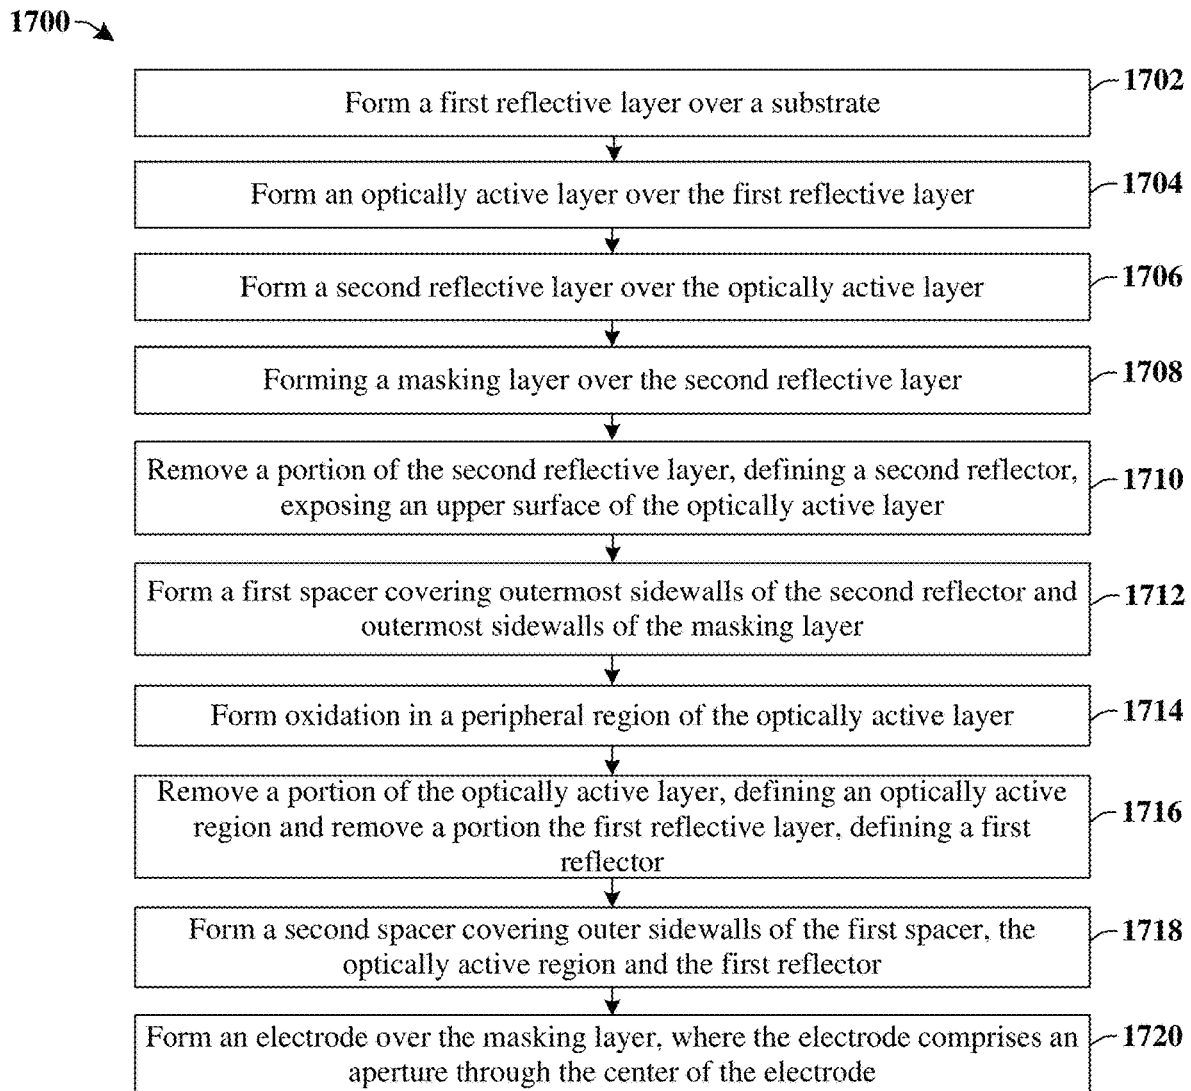 1700
Form a first reflective layer over a substrate
1702
Form an optically active layer over the first reflective layer
1704
Form a second reflective layer over the optically active layer
1706
Forming a masking layer over the second reflective layer
1708
Remove a portion of the second reflective layer, defining a second reflector,
exposing an upper surface of the optically active layer
1710
Form a first spacer covering outermost sidewalls of the second reflector and
outermost sidewalls of the masking layer
1712
Form oxidation in a peripheral region of the optically active layer
1714
Remove a portion of the optically active layer, defining an optically active
region and remove a portion the first reflective layer, defining a first
reflector
1716
Form a second spacer covering outer sidewalls of the first spacer, the
optically active region and the first reflector
1718
Form an electrode over the masking layer, where the electrode comprises an
aperture through the center of the electrode
1720